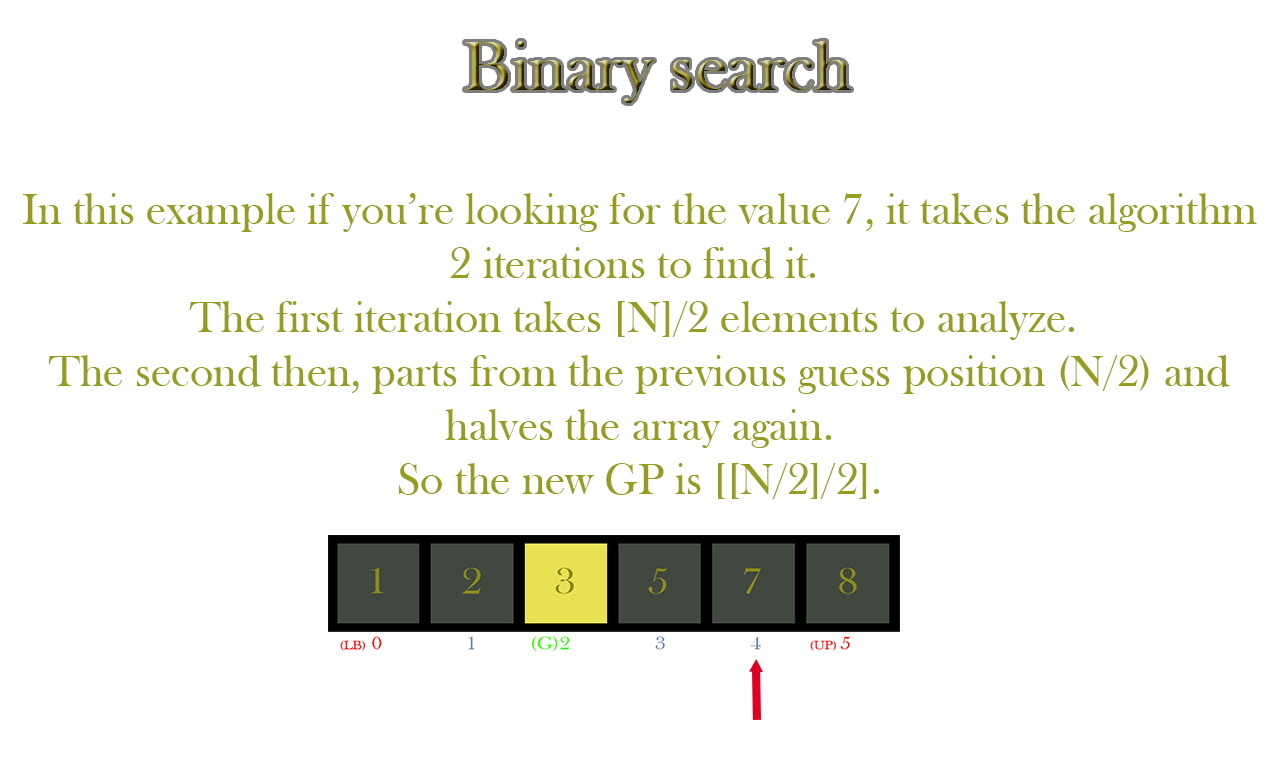 Binary search
In this example if you’re looking for the value 7, it takes the algorithm
2 iterations to find it.
The first iteration takes [N]/2 elements to analyze.
The second then, parts from the previous guess position (N/2) and
halves the array again.
So the new GP is [[N/2]/2].
1 2 3 5 7 8
(LB) 0 1 (G)2 3 4 (UP) 5